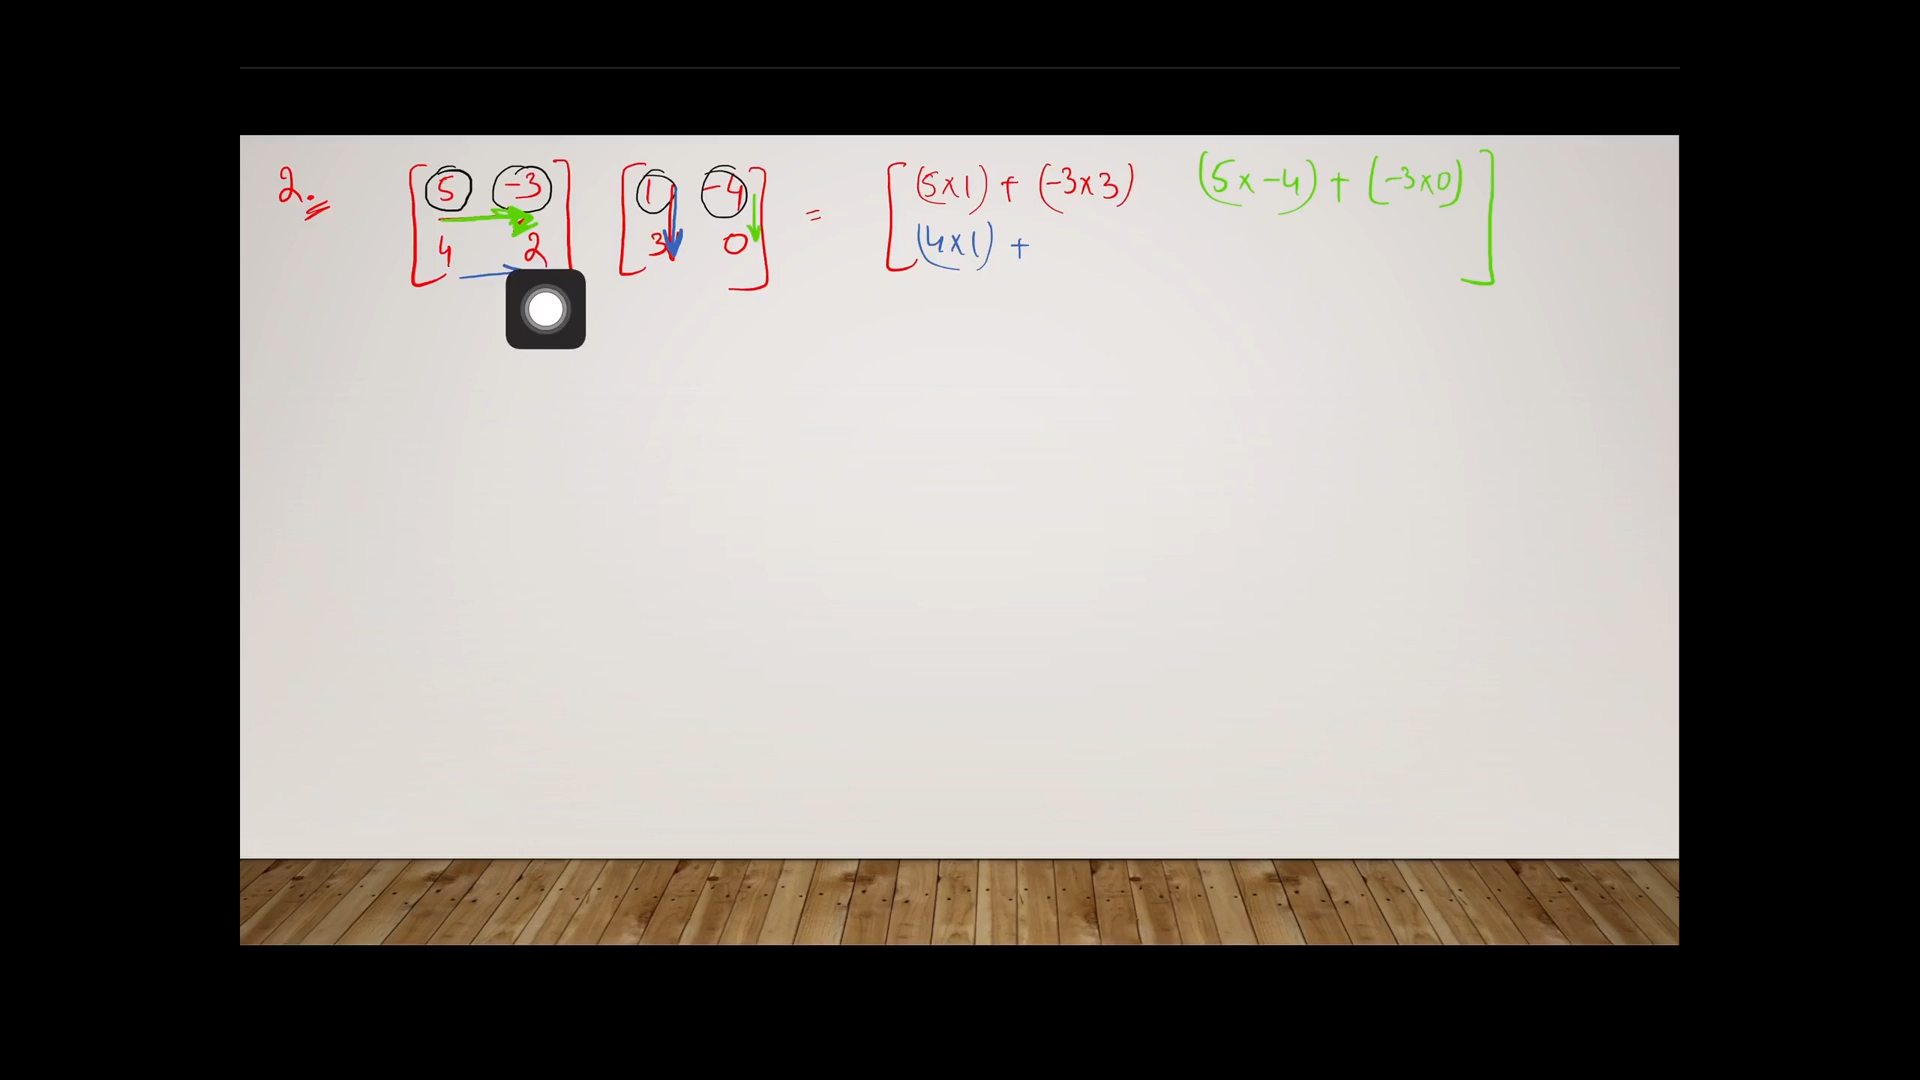 2. [5 -3] [1 -4] = [(5x1) + (-3x3) (5x-4) + (-3x0)]
[4 2] [3 0] [(4x1) + ]